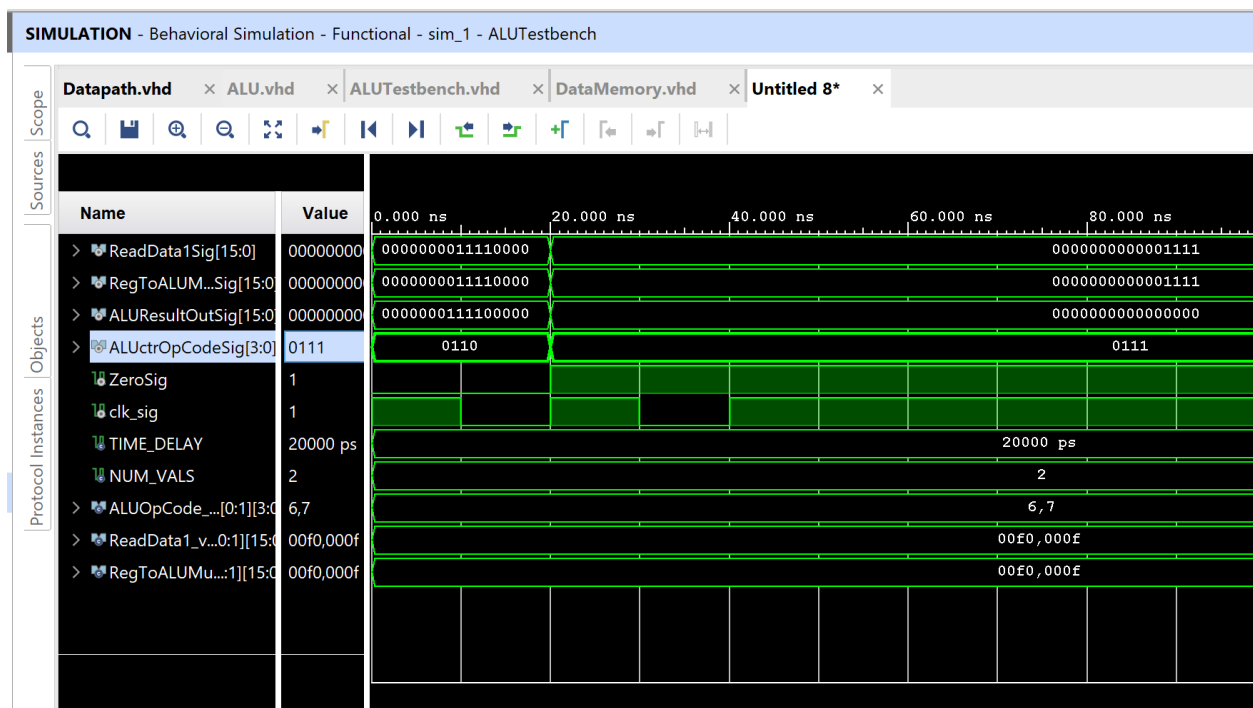 SIMULATION - Behavioral Simulation - Functional - sim_1 - ALUTestbench
Datapath.vhd × ALU.vhd × ALUTestbench.vhd × DataMemory.vhd × Untitled 8* ×
Scope
Sources
Objects
Protocol Instances
Name Value
0.000 ns 20.000 ns 40.000 ns 60.000 ns 80.000 ns
ReadData1Sig[15:0] 000000000 0000000011110000 0000000000001111
RegToALUM...Sig[15:0] 000000000 0000000011110000 0000000000001111
ALUResultOutSig[15:0] 000000000 0000000111100000 0000000000000000
ALUctrOpCodeSig[3:0] 0111 0110 0111
ZeroSig 1
clk_sig 1
TIME_DELAY 20000 ps 20000 ps
NUM_VALS 2 2
ALUOpCode_...[0:1][3:0 6,7 6,7
ReadData1_v...0:1][15:0 00f0,000f 00f0,000f
RegToALUMu...:1][15:0 00f0,000f 00f0,000f